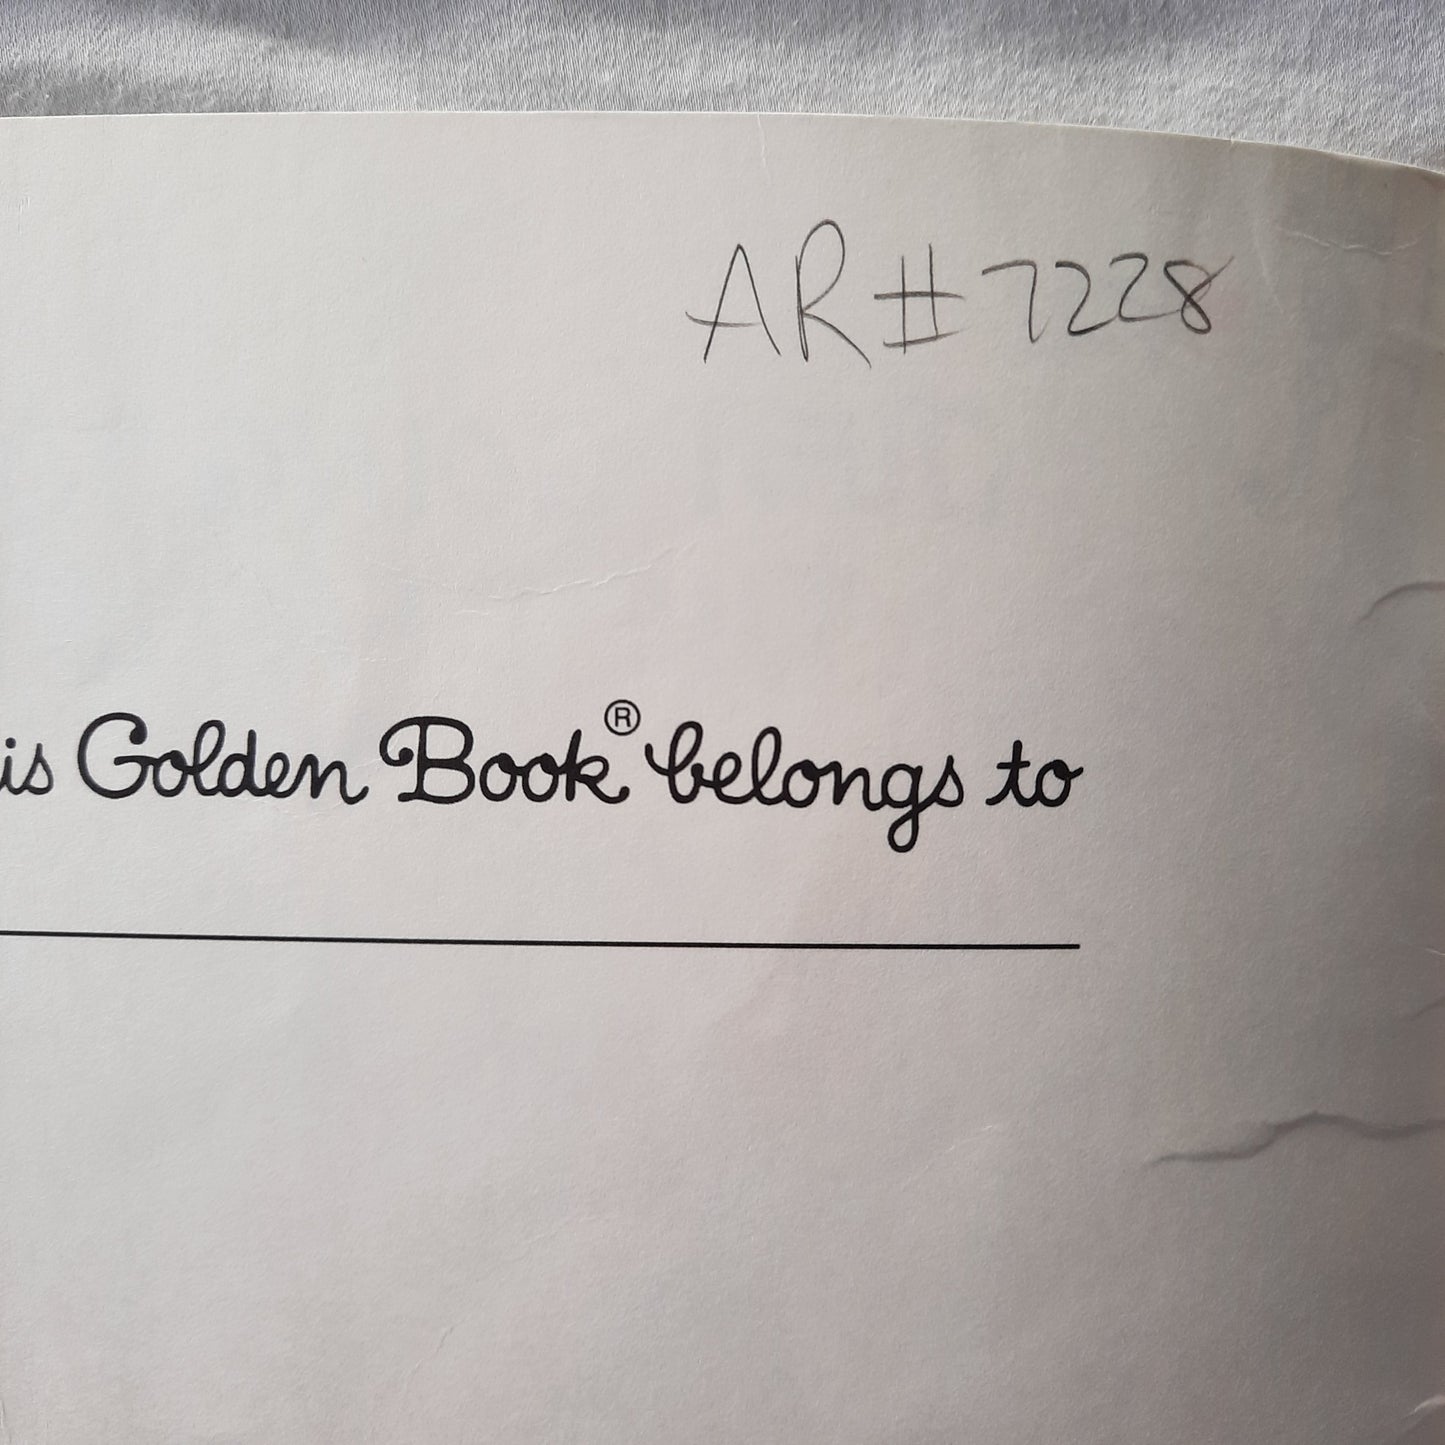 AR # 7228
is Golden Book® belongs to